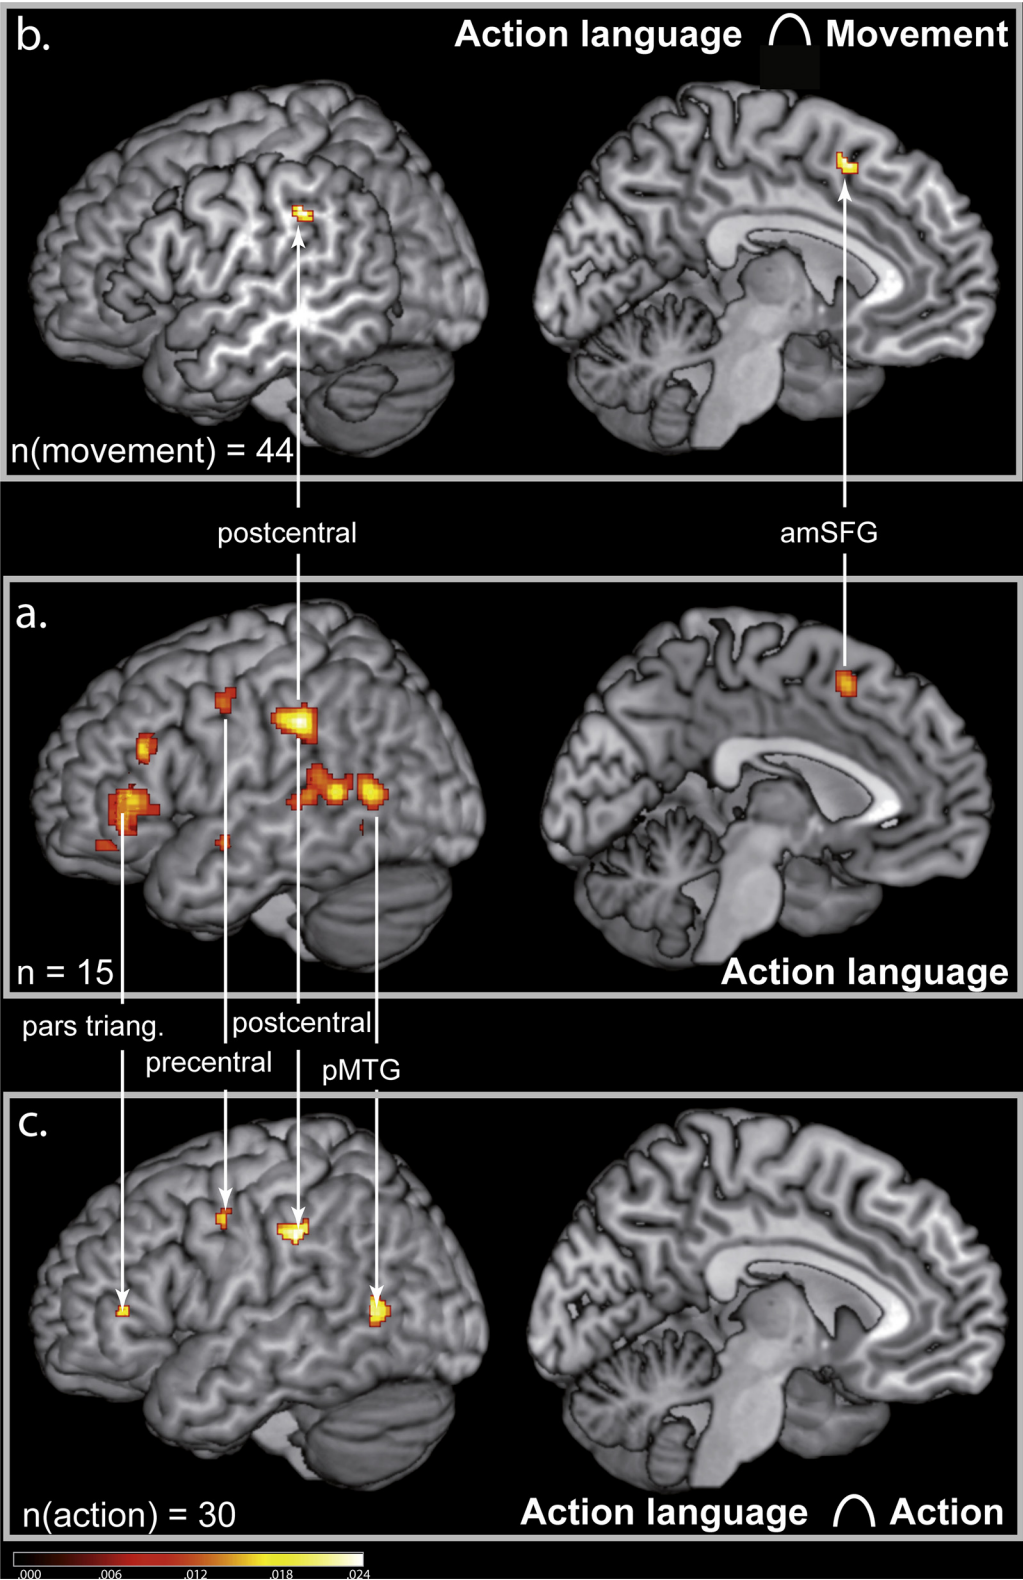 b.
Action language ∩ Movement
n(movement) = 44
postcentral
amSFG
a.
n = 15
Action language
pars triang.
postcentral
precentral
pMTG
c.
n(action) = 30
Action language ∩ Action
.000 .006 .012 .018 .024